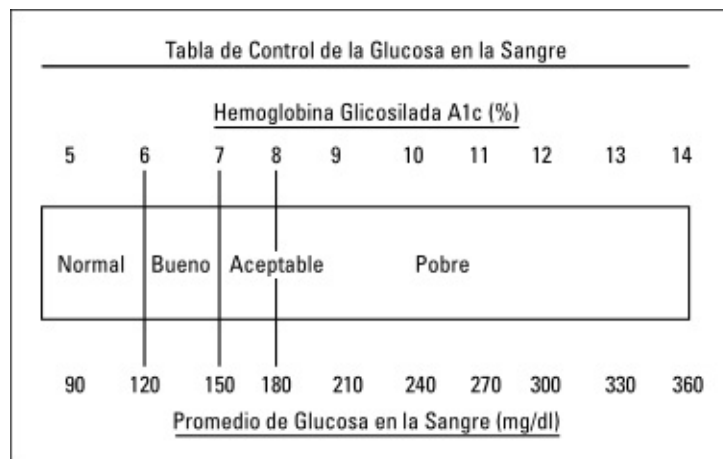 Tabla de Control de la Glucosa en la Sangre
Hemoglobina Glicosilada A1c (%)
5 6 7 8 9 10 11 12 13 14
Normal Bueno Aceptable Pobre
90 120 150 180 210 240 270 300 330 360
Promedio de Glucosa en la Sangre (mg/dl)